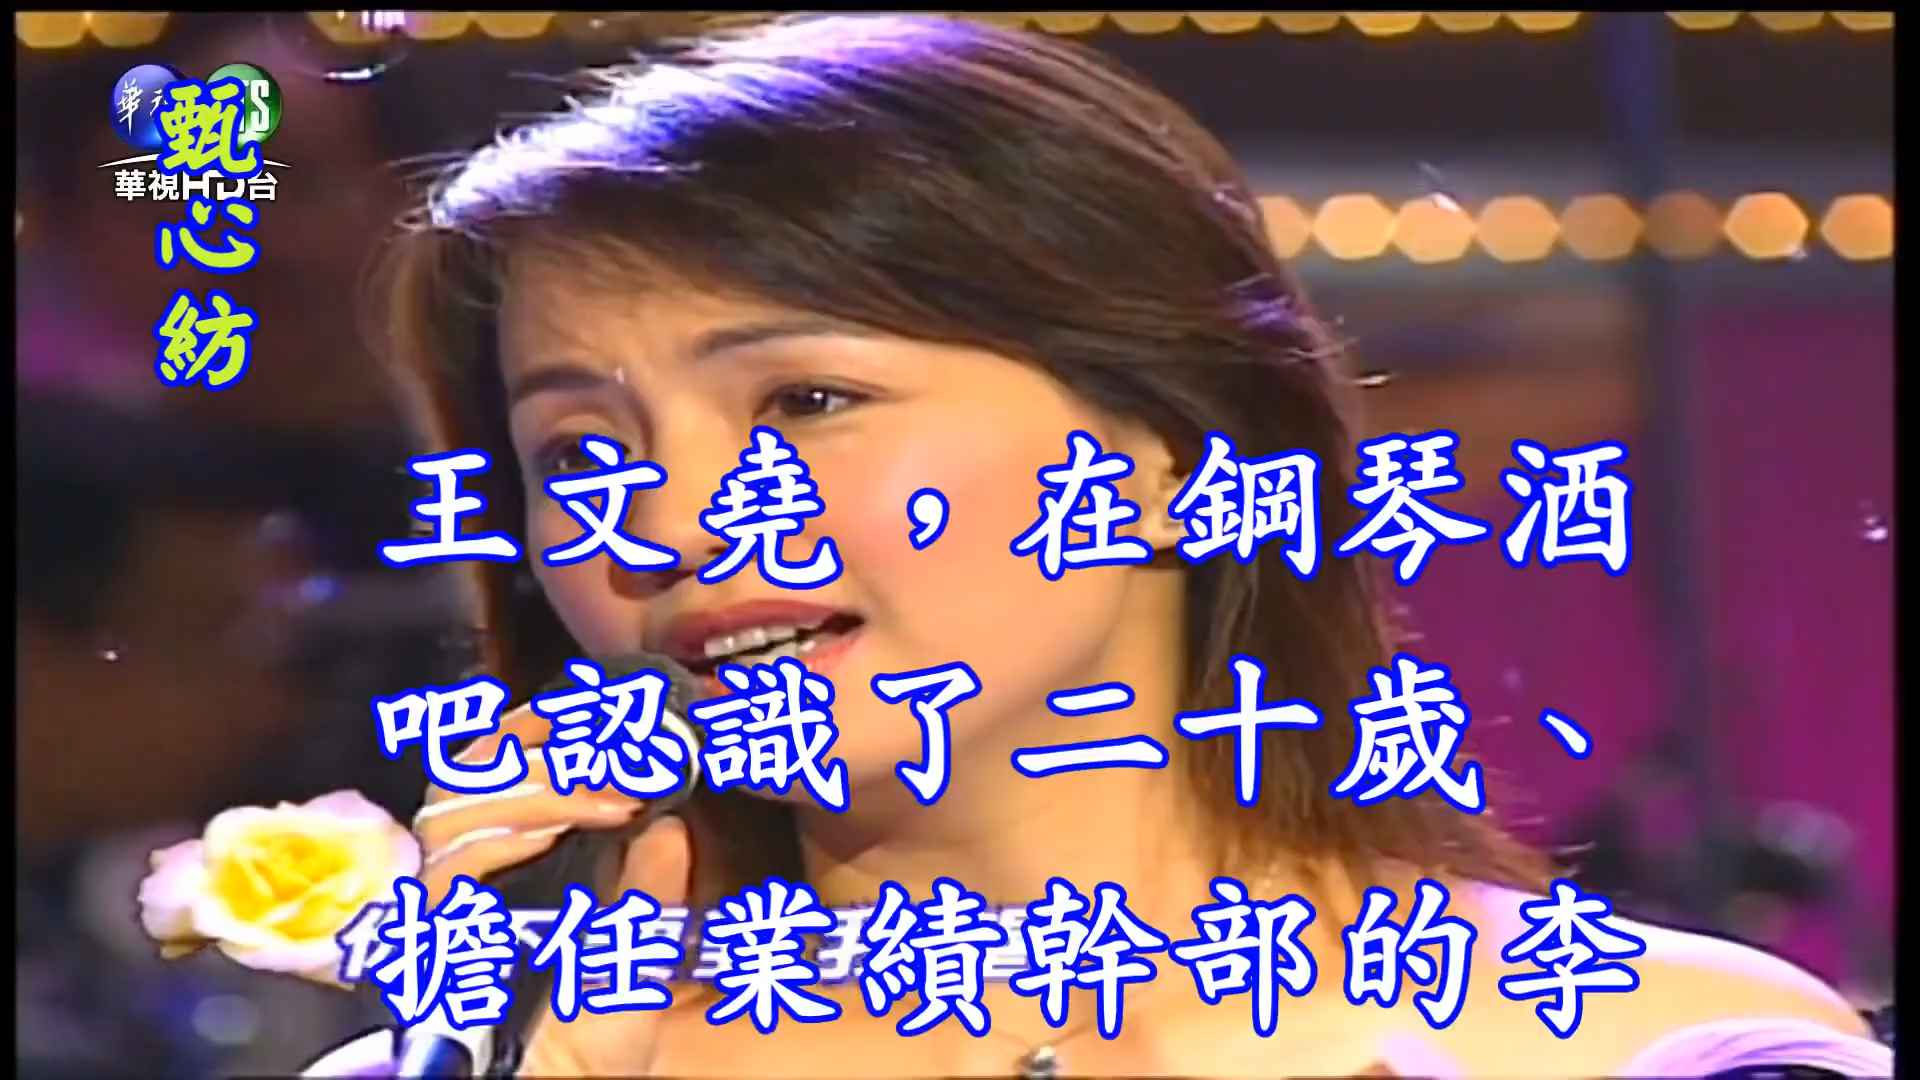 華視HD台
甄心紡
王文堯，在鋼琴酒
吧認識了二十歲、
擔任業績幹部的李